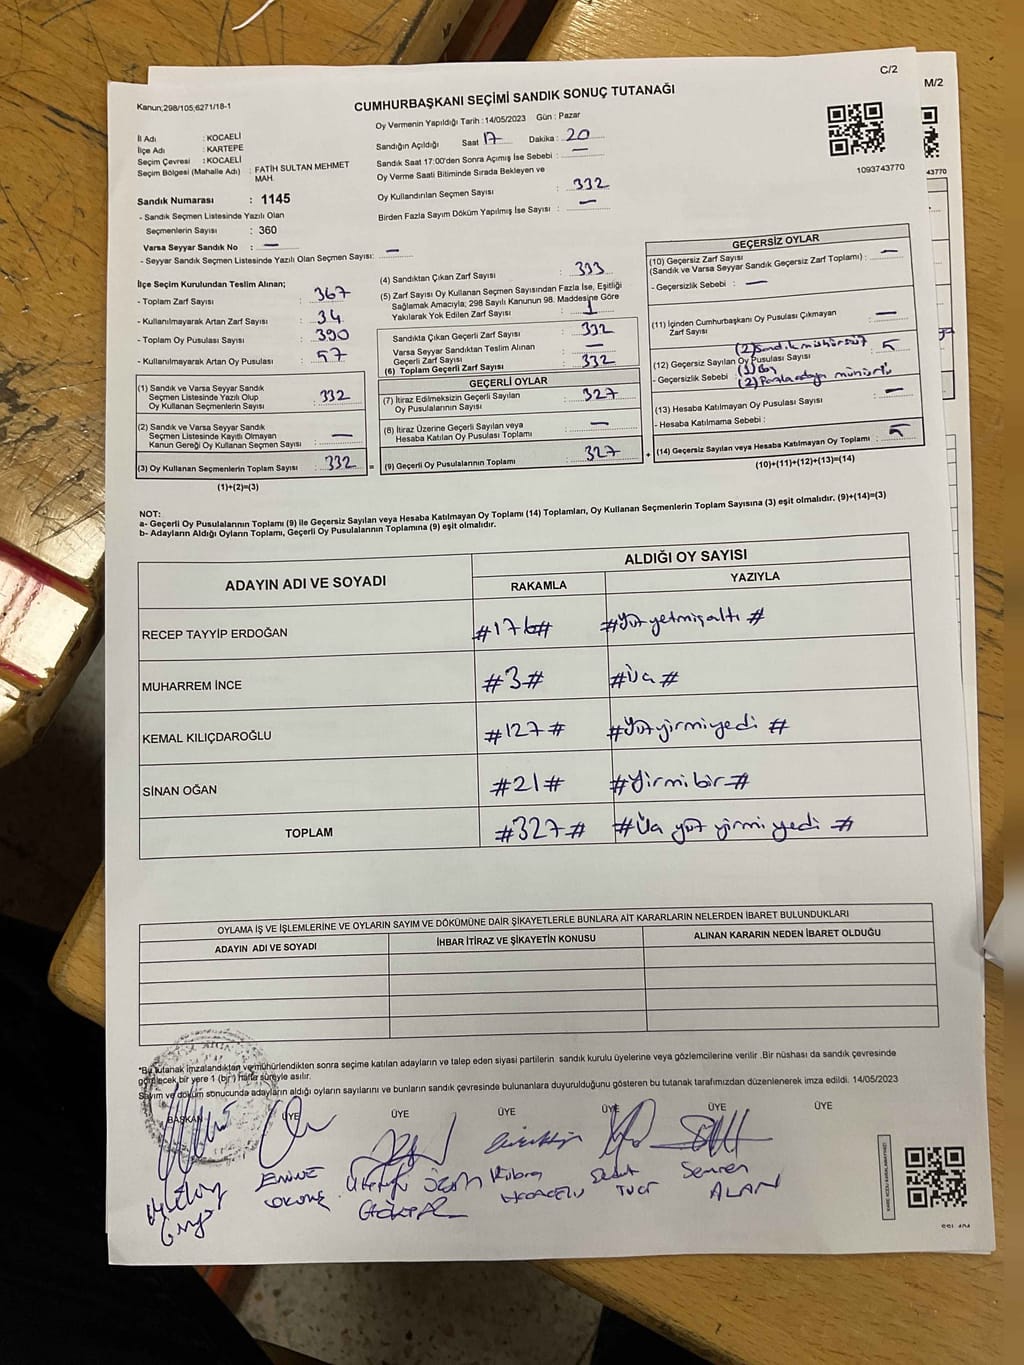 C/2
M/2
Kanun;298/105;6271/18-1
CUMHURBAŞKANI SEÇİMİ SANDIK SONUÇ TUTANAĞI
Oy Vermenin Yapıldığı Tarih : 14/05/2023 Gün : Pazar
İl Adı : KOCAELİ
İlçe Adı : KARTEPE
Seçim Çevresi : KOCAELİ
Seçim Bölgesi (Mahalle Adı) : FATİH SULTAN MEHMET MAH.
Sandık Numarası : 1145
- Sandık Seçmen Listesinde Yazılı Olan
Seçmenlerin Sayısı : 360
Varsa Seyyar Sandık No : —
- Seyyar Sandık Seçmen Listesinde Yazılı Olan Seçmen Sayısı: —
Sandığın Açıldığı Saat 17 Dakika : 20
Sandık Saat 17:00'den Sonra Açımış İse Sebebi : —
Oy Verme Saati Bitiminde Sırada Bekleyen ve
Oy Kullandırılan Seçmen Sayısı : 332
Birden Fazla Sayım Döküm Yapılmış İse Sayısı : —
1093743770
43770
İlçe Seçim Kurulundan Teslim Alınan;
- Toplam Zarf Sayısı : 367
- Kullanılmayarak Artan Zarf Sayısı : 34
- Toplam Oy Pusulası Sayısı : 390
- Kullanılmayarak Artan Oy Pusulası : 57
(1) Sandık ve Varsa Seyyar Sandık
Seçmen Listesinde Yazılı Olup
Oy Kullanan Seçmenlerin Sayısı : 332
(2) Sandık ve Varsa Seyyar Sandık
Seçmen Listesinde Kayıtlı Olmayan
Kanun Gereği Oy Kullanan Seçmen Sayısı : —
(3) Oy Kullanan Seçmenlerin Toplam Sayısı : 332 =
(1)+(2)=(3)
(4) Sandıktan Çıkan Zarf Sayısı : 333
(5) Zarf Sayısı Oy Kullanan Seçmen Sayısından Fazla İse, Eşitliği
Sağlamak Amacıyla; 298 Sayılı Kanunun 98. Maddesine Göre
Yakılarak Yok Edilen Zarf Sayısı : 1
Sandıkta Çıkan Geçerli Zarf Sayısı : 332
Varsa Seyyar Sandıktan Teslim Alınan
Geçerli Zarf Sayısı : —
(6) Toplam Geçerli Zarf Sayısı : 332
GEÇERLİ OYLAR
(7) İtiraz Edilmeksizin Geçerli Sayılan
Oy Pusulalarının Sayısı : 327
(8) İtiraz Üzerine Geçerli Sayılan veya
Hesaba Katılan Oy Pusulası Toplamı : —
(9) Geçerli Oy Pusulalarının Toplamı : 327 +
GEÇERSİZ OYLAR
(10) Geçersiz Zarf Sayısı
(Sandık ve Varsa Seyyar Sandık Geçersiz Zarf Toplamı) : —
- Geçersizlik Sebebi : —
(11) İçinden Cumhurbaşkanı Oy Pusulası Çıkmayan
Zarf Sayısı : —
(2) Sandık mühürsüz
(12) Geçersiz Sayılan Oy Pusulası Sayısı : 5
- Geçersizlik Sebebi : (1) Boş
(2) Fazla adaya mühürlü
(13) Hesaba Katılmayan Oy Pusulası Sayısı : —
- Hesaba Katılmama Sebebi :
(14) Geçersiz Sayılan veya Hesaba Katılmayan Oy Toplamı : 5
(10)+(11)+(12)+(13)=(14)
NOT:
a- Geçerli Oy Pusulalarının Toplamı (9) ile Geçersiz Sayılan veya Hesaba Katılmayan Oy Toplamı (14) Toplamları, Oy Kullanan Seçmenlerin Toplam Sayısına (3) eşit olmalıdır. (9)+(14)=(3)
b- Adayların Aldığı Oyların Toplamı, Geçerli Oy Pusulalarının Toplamına (9) eşit olmalıdır.
ADAYIN ADI VE SOYADI
ALDIĞI OY SAYISI
RAKAMLA YAZIYLA
RECEP TAYYİP ERDOĞAN #176# #Yüz yetmiş altı #
MUHARREM İNCE #3# #Üç #
KEMAL KILIÇDAROĞLU #127# #Yüz yirmi yedi #
SİNAN OĞAN #21# #Yirmi bir #
TOPLAM #327# #Üç yüz yirmi yedi #
OYLAMA İŞ VE İŞLEMLERİNE VE OYLARIN SAYIM VE DÖKÜMÜNE DAİR ŞİKAYETLERLE BUNLARA AİT KARARLARIN NELERDEN İBARET BULUNDUKLARI
ADAYIN ADI VE SOYADI İHBAR İTİRAZ VE ŞİKAYETİN KONUSU ALINAN KARARIN NEDEN İBARET OLDUĞU
*Bu tutanak imzalandıktan ve mühürlendikten sonra seçime katılan adayların ve talep eden siyasi partilerin sandık kurulu üyelerine veya gözlemcilerine verilir .Bir nüshası da sandık çevresinde
görülecek bir yere 1 (bir) hafta süreyle asılır.
Sayım ve döküm sonucunda adayların aldığı oyların sayılarını ve bunların sandık çevresinde bulunanlara duyurulduğunu gösteren bu tutanak tarafımızdan düzenlenerek imza edildi. 14/05/2023
BAŞKAN ÜYE ÜYE ÜYE ÜYE ÜYE ÜYE
EMİNE
Kübra
Sedat
Semren
ALAN